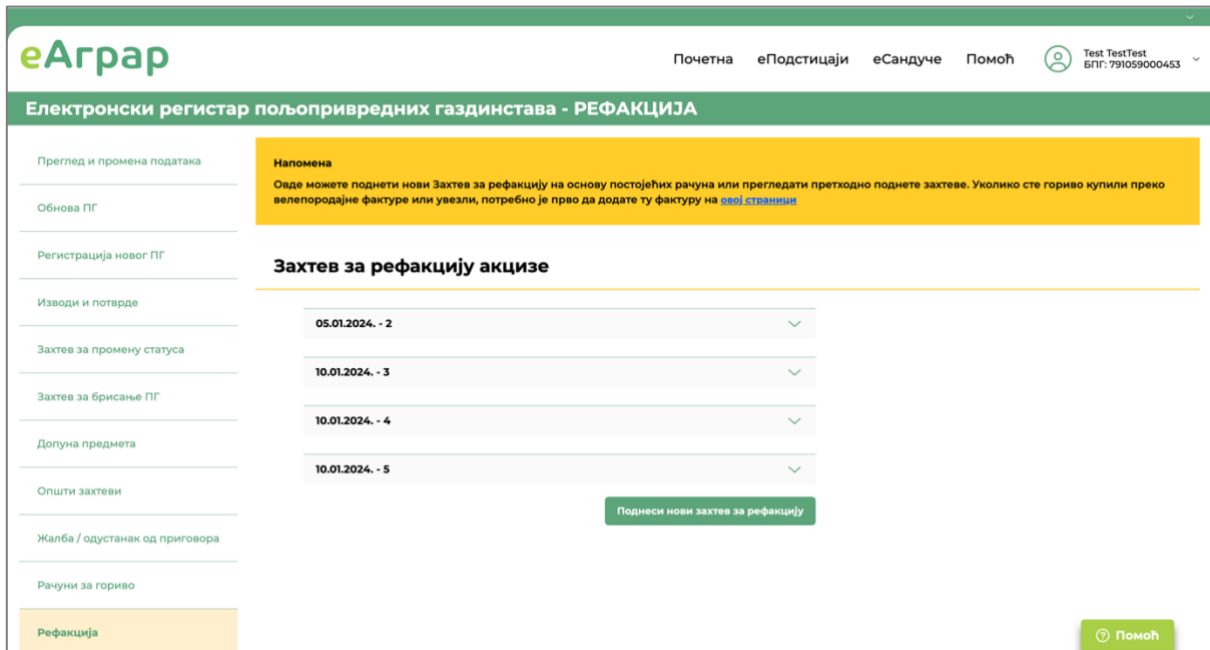 еАграр
Почетна еПодстицаји еСандуче Помоћ
Test TestTest
БПГ: 791059000453
Електронски регистар пољопривредних газдинстава - РЕФАКЦИЈА
Преглед и промена података
Обнова ПГ
Регистрација новог ПГ
Изводи и потврде
Захтев за промену статуса
Захтев за брисање ПГ
Допуна предмета
Општи захтеви
Жалба / одустанак од приговора
Рачуни за гориво
Рефакција
Напомена
Овде можете поднети нови Захтев за рефакцију на основу постојећих рачуна или прегледати претходно поднете захтеве. Уколико сте гориво купили преко
велепородајне фактуре или увезли, потребно је прво да додате ту фактуру на овој страници
Захтев за рефакцију акцизе
05.01.2024. - 2
10.01.2024. - 3
10.01.2024. - 4
10.01.2024. - 5
Поднеси нови захтев за рефакцију
Помоћ